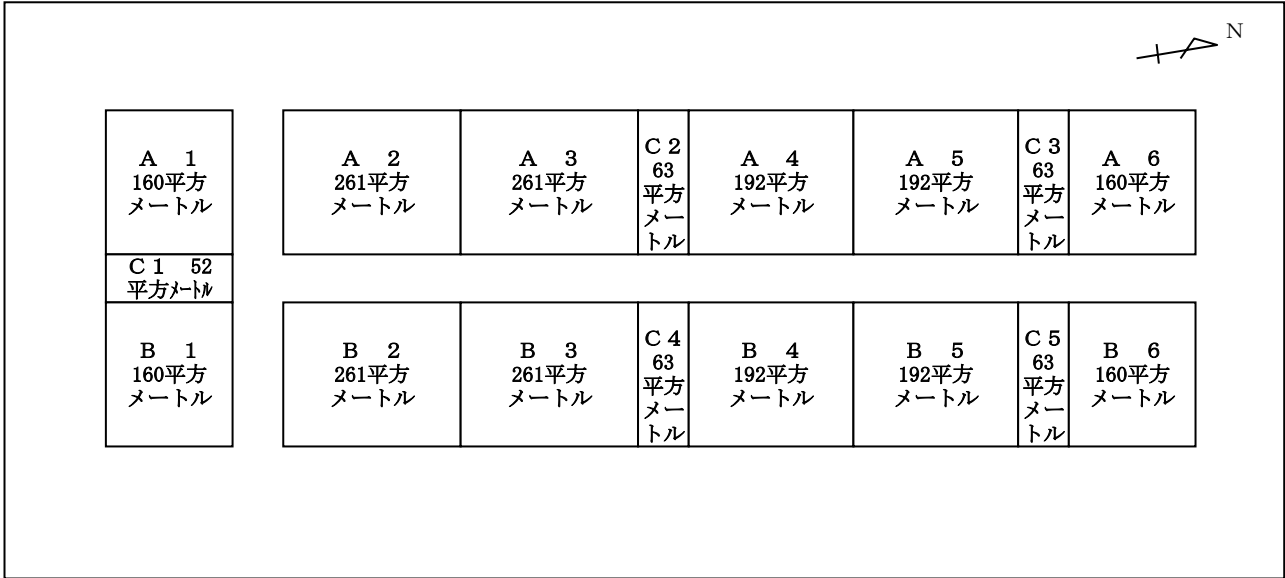 N
A 1
160平方
メートル
A 2
261平方
メートル
A 3
261平方
メートル
C 2
63
平方
メー
トル
A 4
192平方
メートル
A 5
192平方
メートル
C 3
63
平方
メー
トル
A 6
160平方
メートル
C 1 52
平方メートル
B 1
160平方
メートル
B 2
261平方
メートル
B 3
261平方
メートル
C 4
63
平方
メー
トル
B 4
192平方
メートル
B 5
192平方
メートル
C 5
63
平方
メー
トル
B 6
160平方
メートル